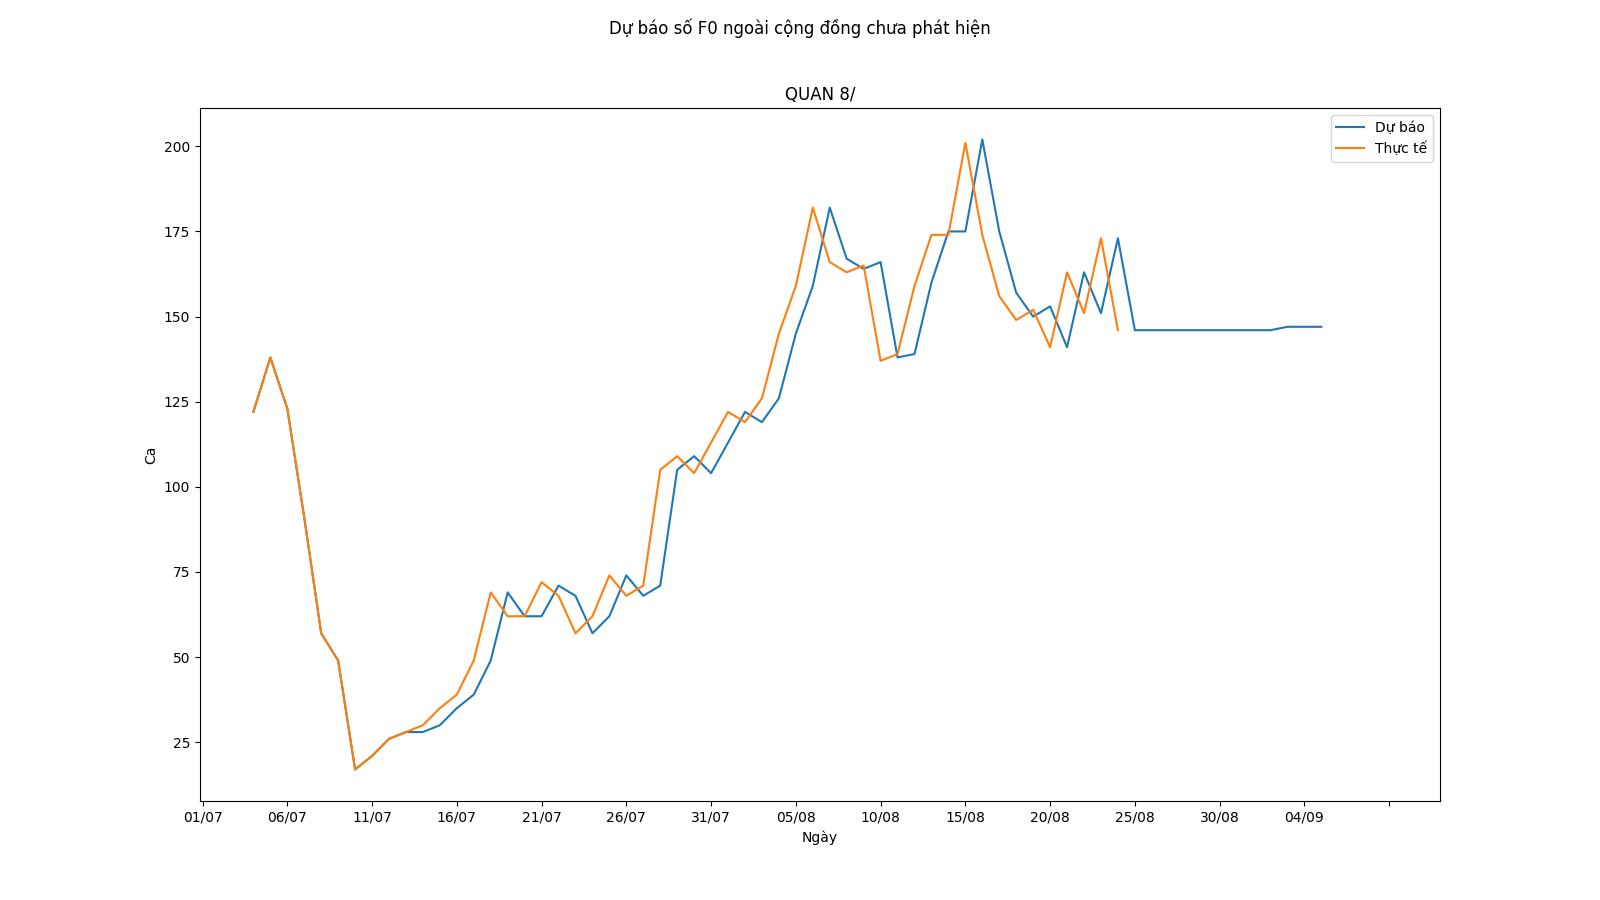 Dự báo số F0 ngoài cộng đồng chưa phát hiện
QUAN 8/
Dự báo
Thực tế
200
175
150
125
100
75
50
25
Ca
01/07 06/07 11/07 16/07 21/07 26/07 31/07 05/08 10/08 15/08 20/08 25/08 30/08 04/09
Ngày